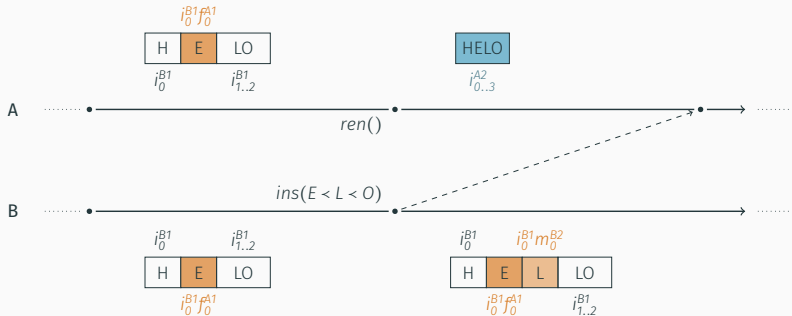 i₀ᴮ¹f₀ᴬ¹
H E LO HELO
i₀ᴮ¹ i₁..₂ᴮ¹ i₀..₃ᴬ²
A
ren()
ins(E ≺ L ≺ O)
B
i₀ᴮ¹ i₁..₂ᴮ¹ i₀ᴮ¹ i₀ᴮ¹m₀ᴮ²
H E LO H E L LO
i₀ᴮ¹f₀ᴬ¹ i₀ᴮ¹f₀ᴬ¹ i₁..₂ᴮ¹